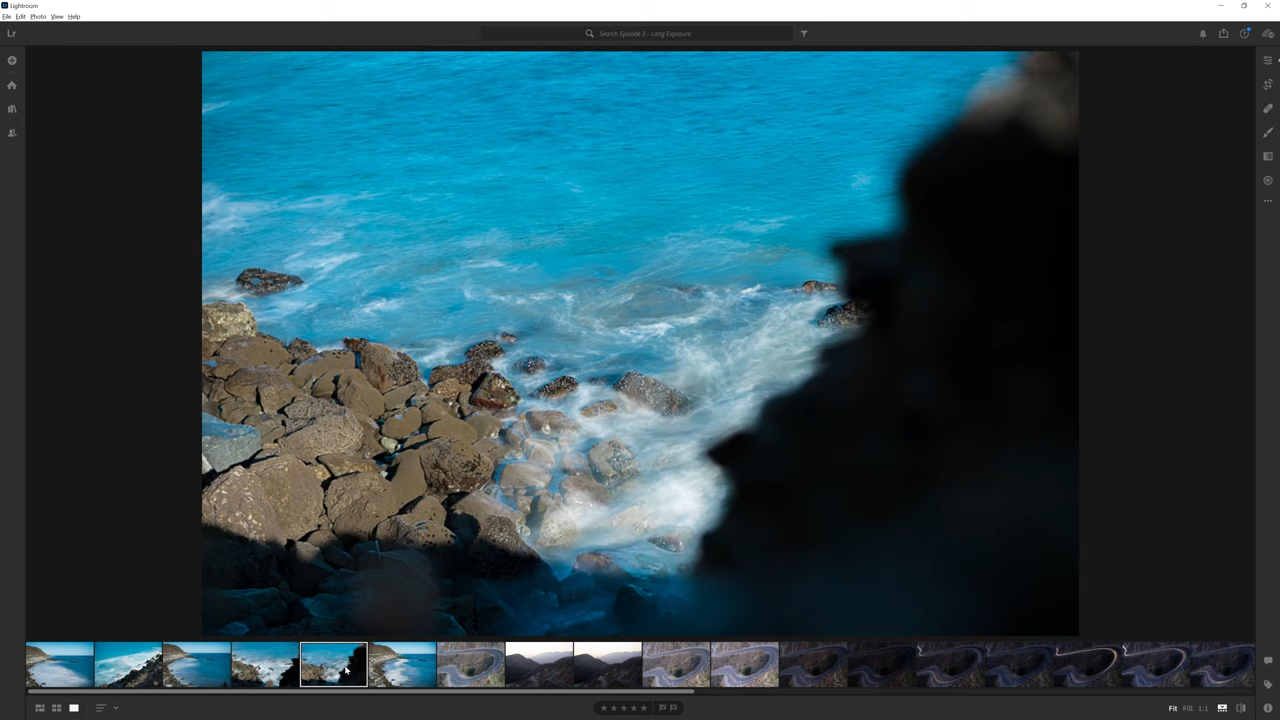 Lightroom
File Edit Photo View Help
Lr
Search Episode 3 - Long Exposure
Fit Fill 1:1